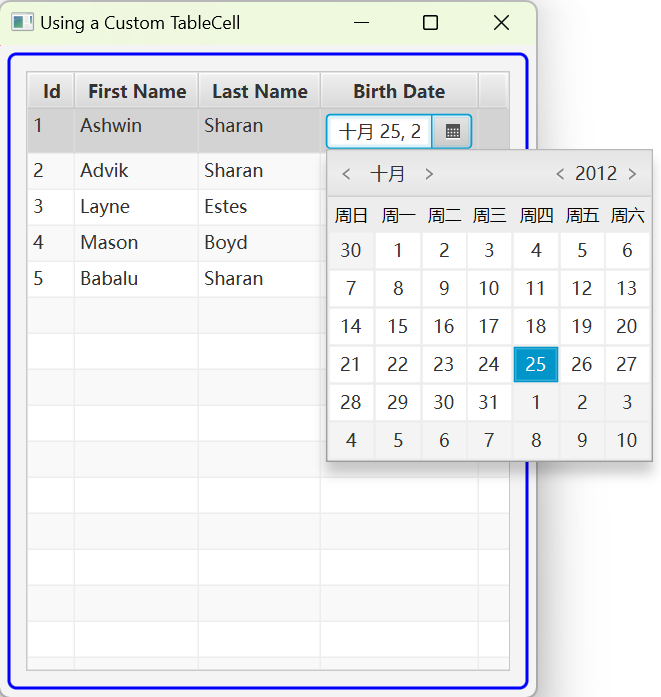 Using a Custom TableCell
Id First Name Last Name Birth Date
1 Ashwin Sharan 十月 25, 2
2 Advik Sharan
3 Layne Estes
4 Mason Boyd
5 Babalu Sharan
< 十月 > < 2012 >
周日 周一 周二 周三 周四 周五 周六
30 1 2 3 4 5 6
7 8 9 10 11 12 13
14 15 16 17 18 19 20
21 22 23 24 25 26 27
28 29 30 31 1 2 3
4 5 6 7 8 9 10